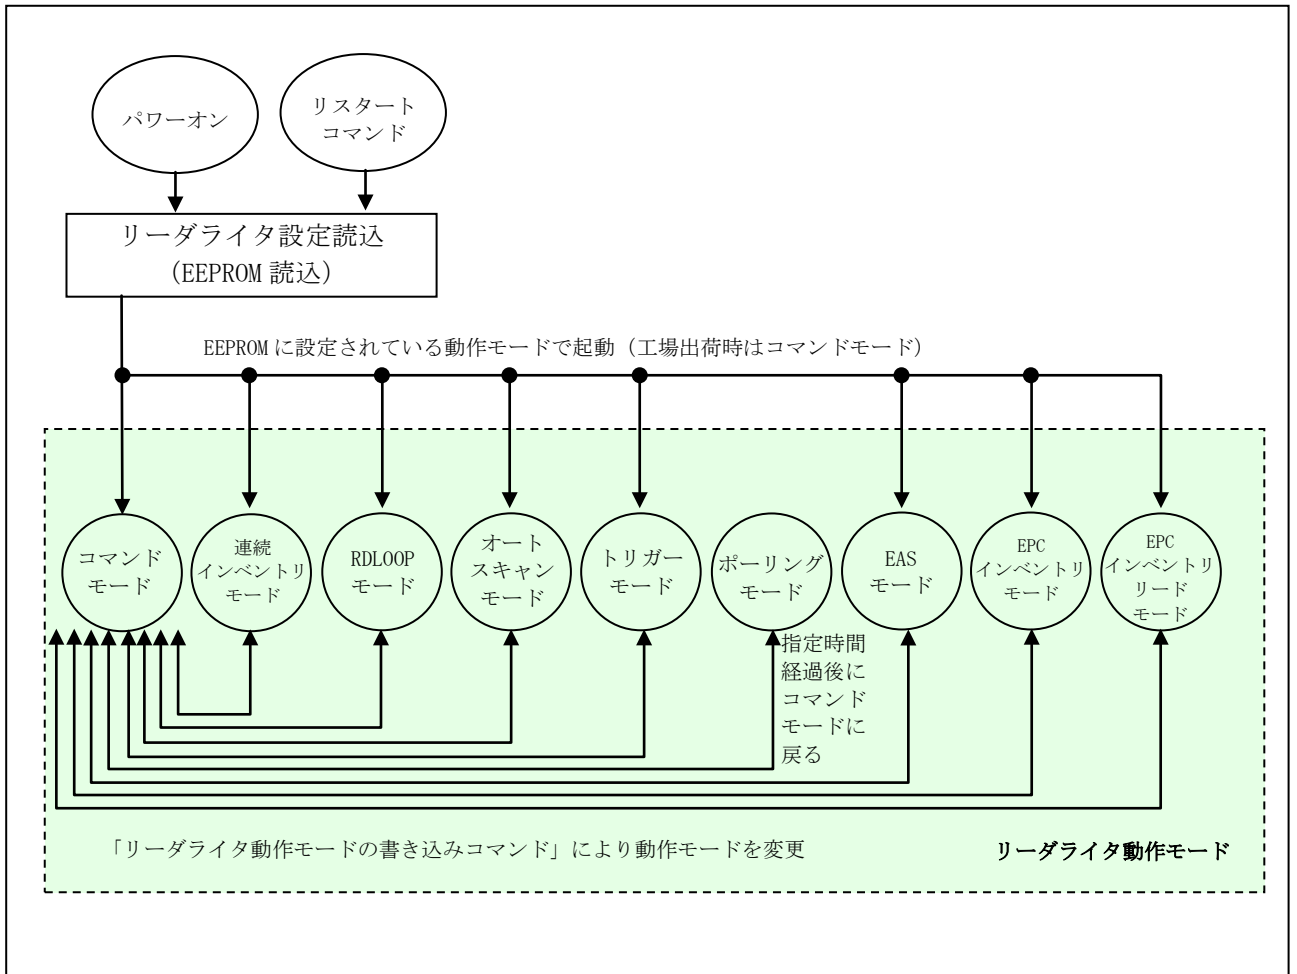 パワーオン
リスタート
コマンド
リーダライタ設定読込
（EEPROM 読込）
EEPROM に設定されている動作モードで起動（工場出荷時はコマンドモード）
コマンド
モード
連続
インベントリ
モード
RDLOOP
モード
オート
スキャン
モード
トリガー
モード
ポーリング
モード
EAS
モード
EPC
インベントリ
モード
EPC
インベントリ
リード
モード
指定時間
経過後に
コマンド
モードに
戻る
「リーダライタ動作モードの書き込みコマンド」により動作モードを変更
リーダライタ動作モード